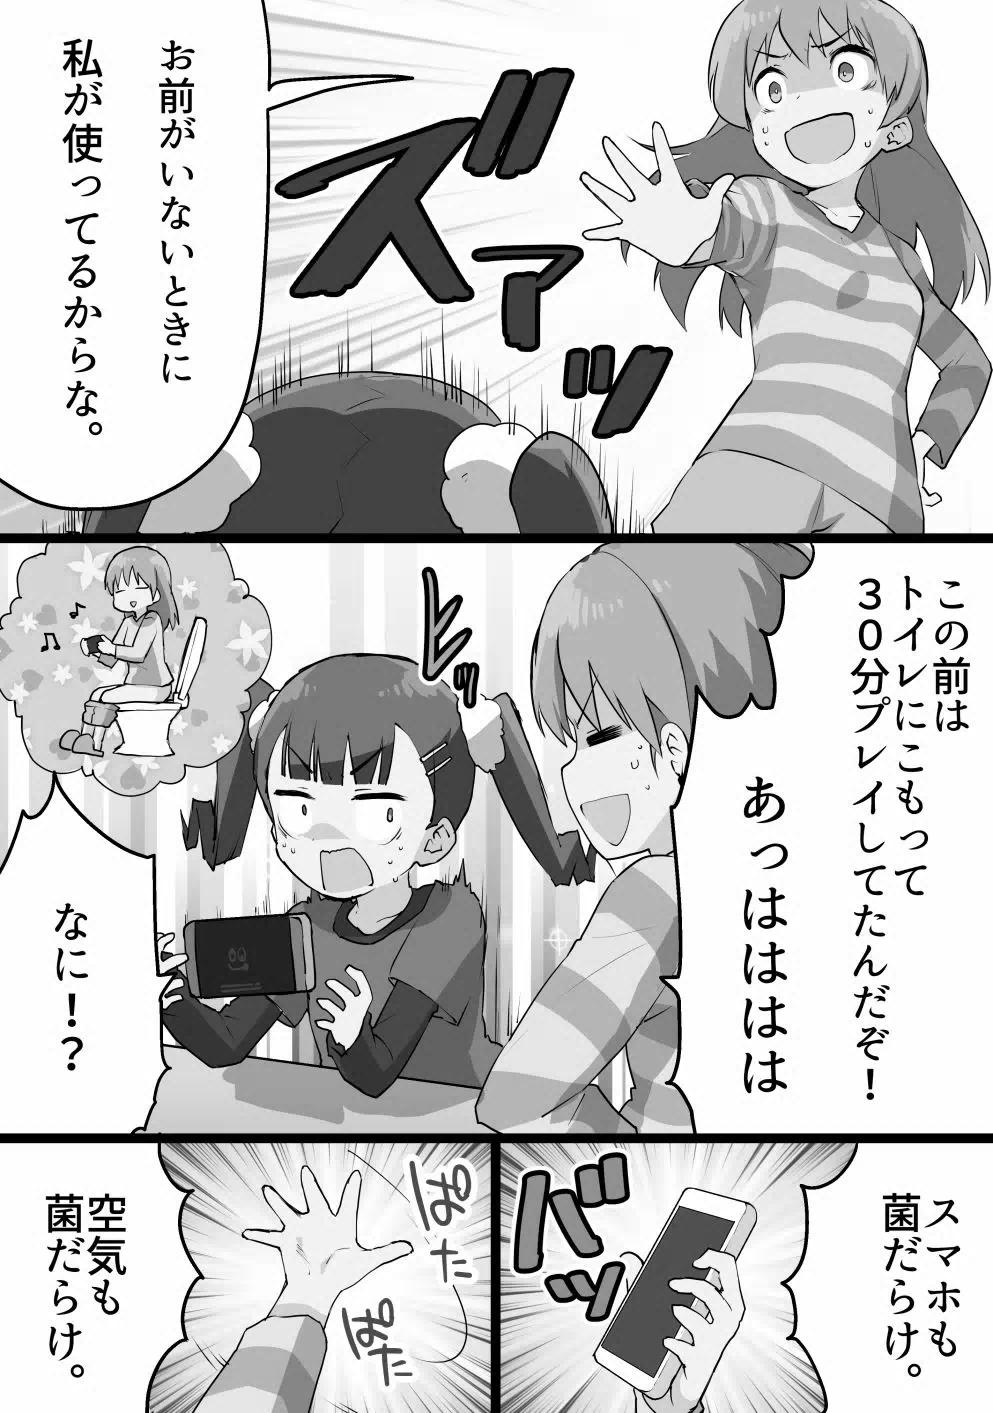 お前がいないときに
私が使ってるからな。
ズアッ
この前は
トイレにこもって
３０分プレイしてたんだぞ！
あっはははは
ヒッ
なに！？
スマホも
菌だらけ。
バッ
空気も
菌だらけ。
ぱた
ぱた